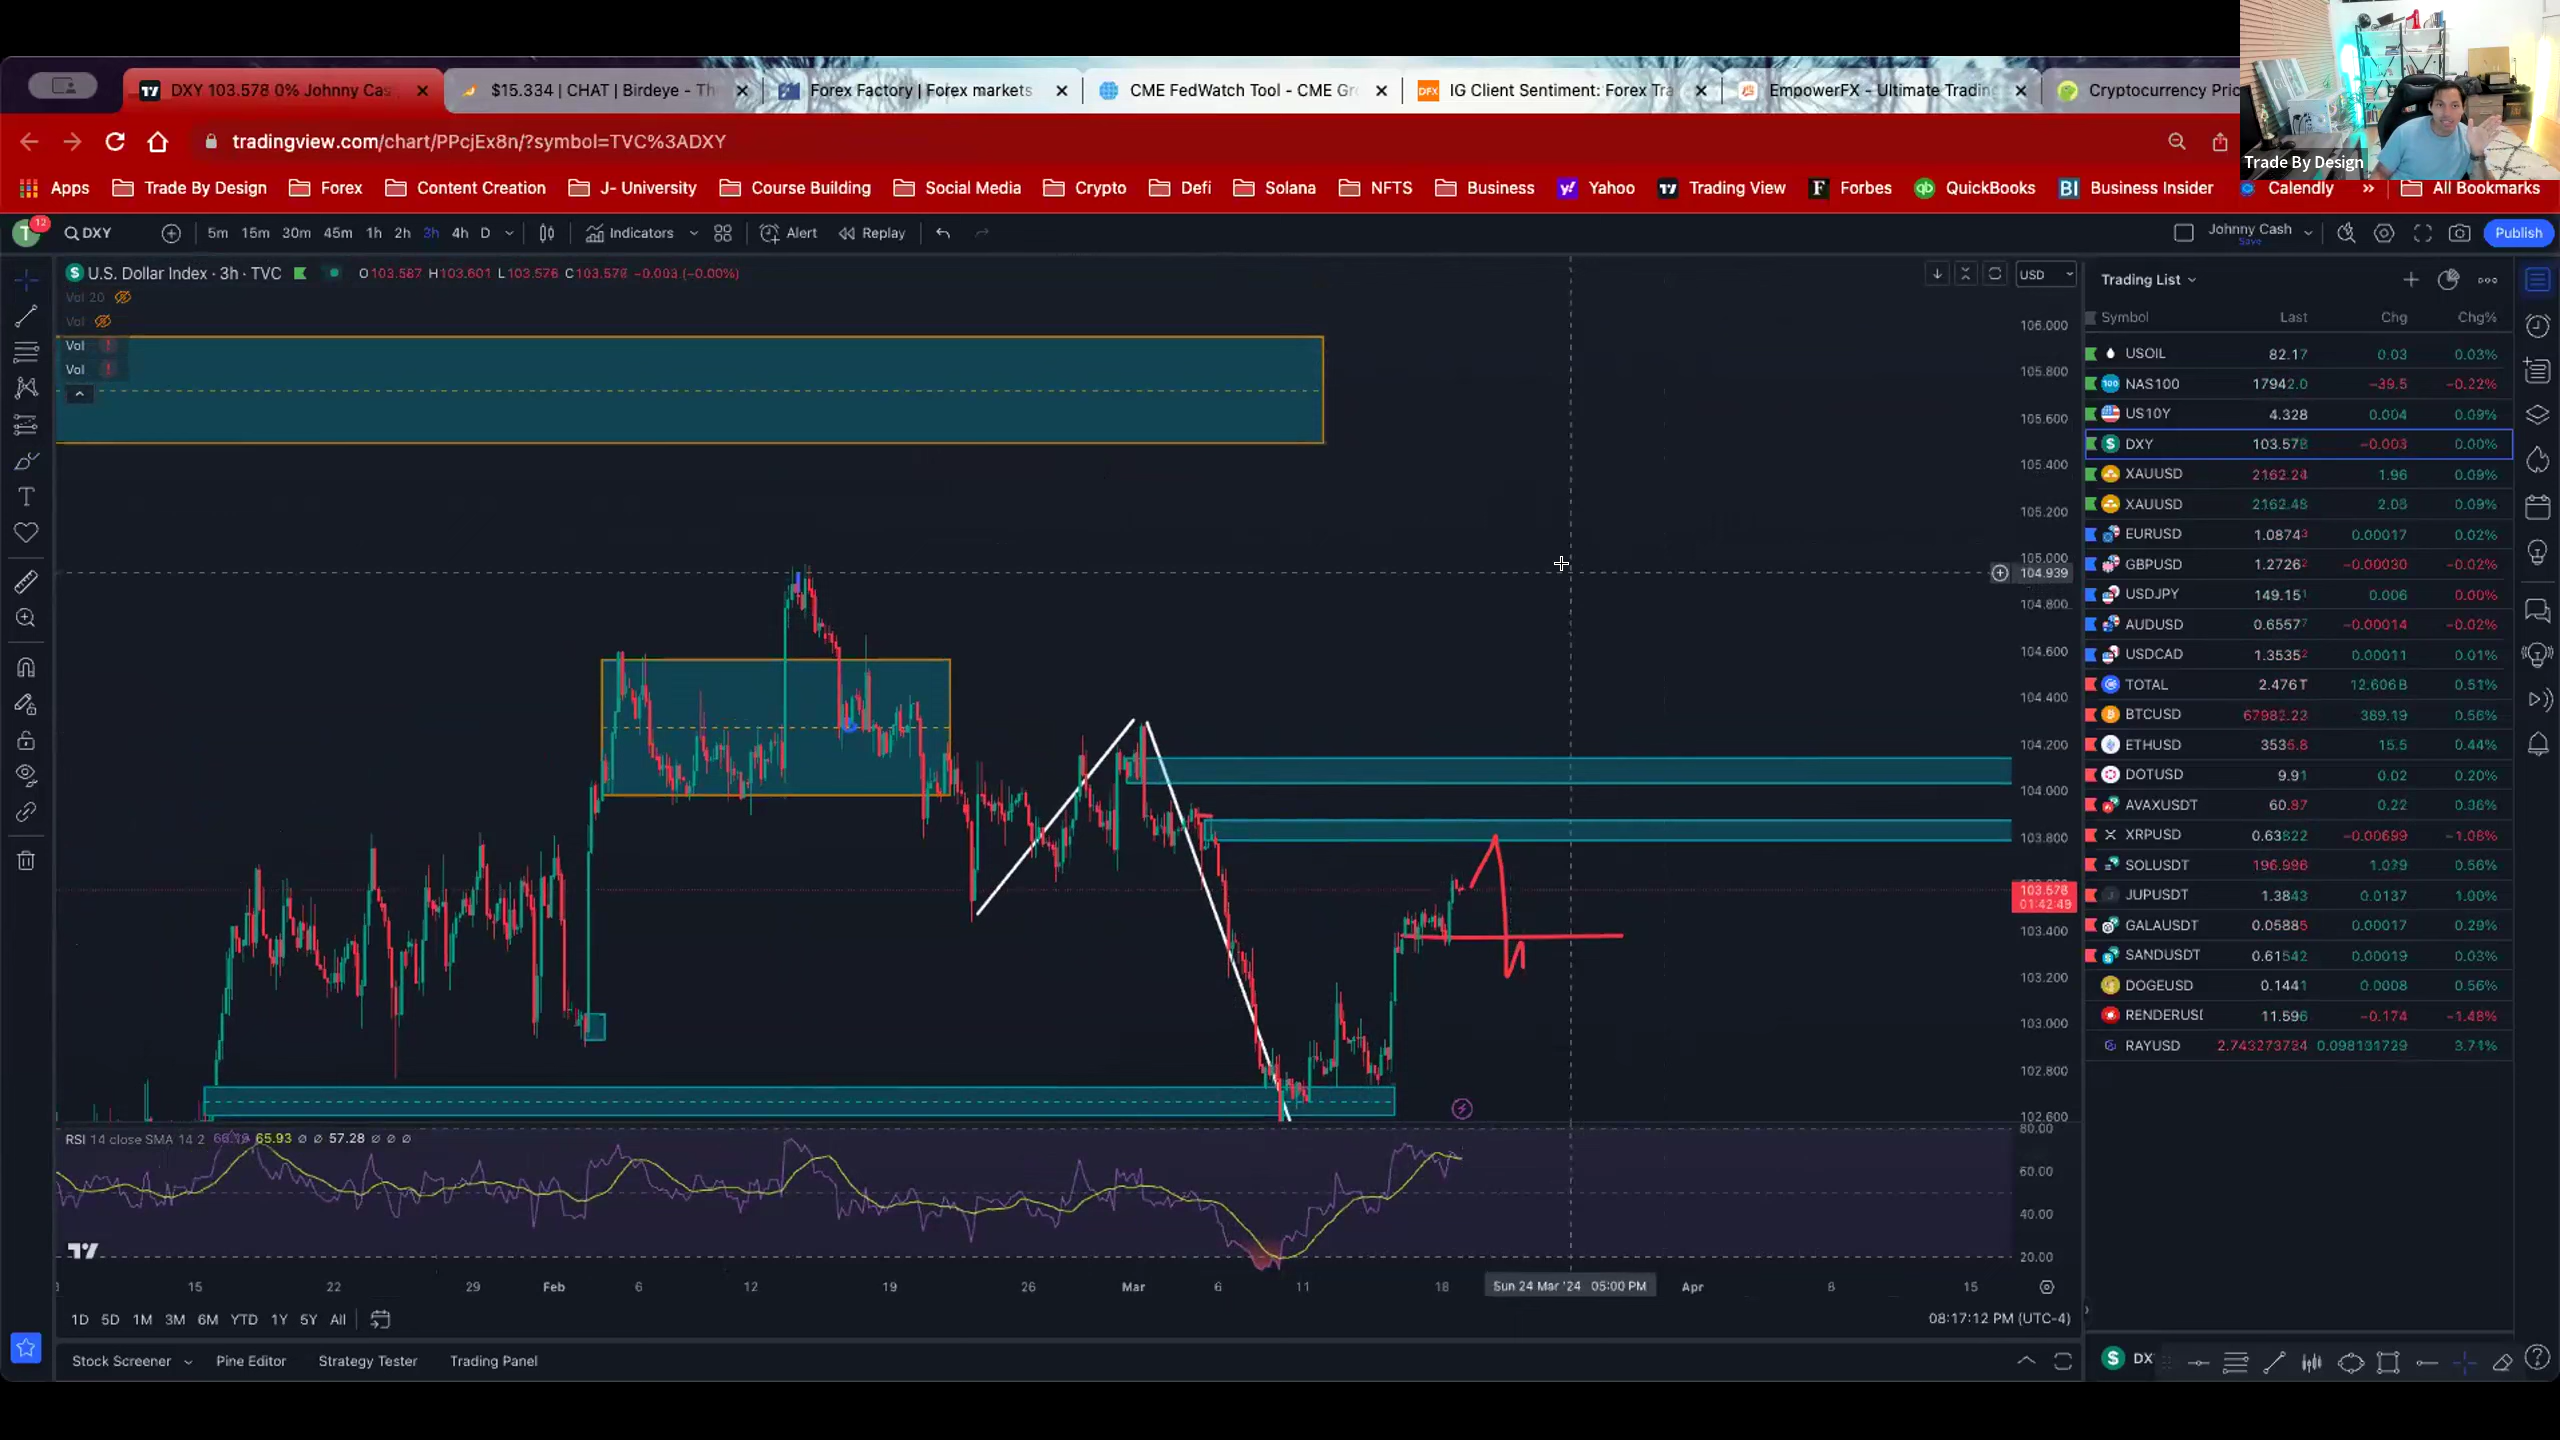 DXY 103.578 0% Johnny Cas
$15.334 | CHAT | Birdeye - Th
Forex Factory | Forex markets
CME FedWatch Tool - CME Gr
IG Client Sentiment: Forex Tra
EmpowerFX - Ultimate Trading
Cryptocurrency Pric
tradingview.com/chart/PPcjEx8n/?symbol=TVC%3ADXY
Trade By Design
Apps Trade By Design Forex Content Creation J- University Course Building Social Media Crypto Defi Solana NFTS Business Yahoo Trading View Forbes QuickBooks Business Insider Calendly » All Bookmarks
T 12 DXY 5m 15m 30m 45m 1h 2h 3h 4h D Indicators Alert Replay Johnny Cash Save Publish
U.S. Dollar Index · 3h · TVC O103.587 H103.601 L103.576 −0.003 (−0.00%) USD
Vol 20
Vol
Vol
Vol
106.000
105.800
105.600
105.400
105.200
105.000
104.939
104.800
104.600
104.400
104.200
104.000
103.800
103.578
01:42:49
103.400
103.200
103.000
102.800
102.600
RSI 14 close SMA 14 2 65.93 ∅ ∅ 57.28 ∅ ∅ ∅
80.00
60.00
40.00
20.00
15 22 29 Feb 6 12 19 26 Mar 6 11 18 Sun 24 Mar '24 05:00 PM Apr 8 15
1D 5D 1M 3M 6M YTD 1Y 5Y All 08:17:12 PM (UTC-4)
Stock Screener Pine Editor Strategy Tester Trading Panel
Trading List
Symbol Last Chg Chg%
USOIL 82.17 0.03 0.03%
NAS100 17942.0 −39.5 −0.22%
US10Y 4.328 0.004 0.09%
DXY 103.578 −0.003 0.00%
XAUUSD 2162.24 1.96 0.09%
XAUUSD 2162.48 2.08 0.09%
EURUSD 1.08743 0.00017 0.02%
GBPUSD 1.27262 −0.00030 −0.02%
USDJPY 149.151 0.006 0.00%
AUDUSD 0.65577 −0.00014 −0.02%
USDCAD 1.35352 0.00011 0.01%
TOTAL 2.476T 12.606B 0.51%
BTCUSD 67982.23 389.19 0.56%
ETHUSD 3535.8 15.5 0.44%
DOTUSD 9.91 0.02 0.20%
AVAXUSDT 60.87 0.22 0.36%
XRPUSD 0.63822 −0.00699 −1.08%
SOLUSDT 196.996 1.079 0.56%
JUPUSDT 1.3843 0.0137 1.00%
GALAUSDT 0.05885 0.00017 0.29%
SANDUSDT 0.61542 0.00019 0.03%
DOGEUSD 0.1441 0.0008 0.56%
RENDERUSI 11.596 −0.174 −1.48%
RAYUSD 2.743273734 0.098131729 3.71%
DX